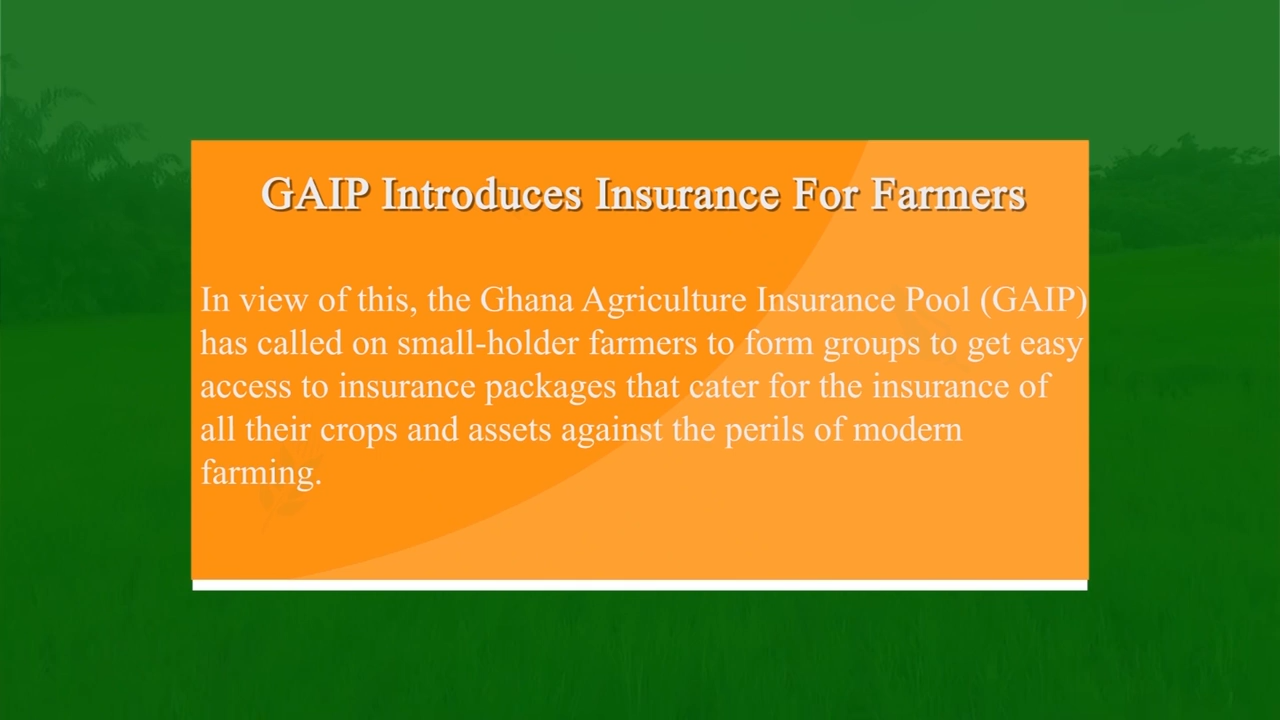 GAIP Introduces Insurance For Farmers
In view of this, the Ghana Agriculture Insurance Pool (GAIP)
has called on small-holder farmers to form groups to get easy
access to insurance packages that cater for the insurance of
all their crops and assets against the perils of modern
farming.